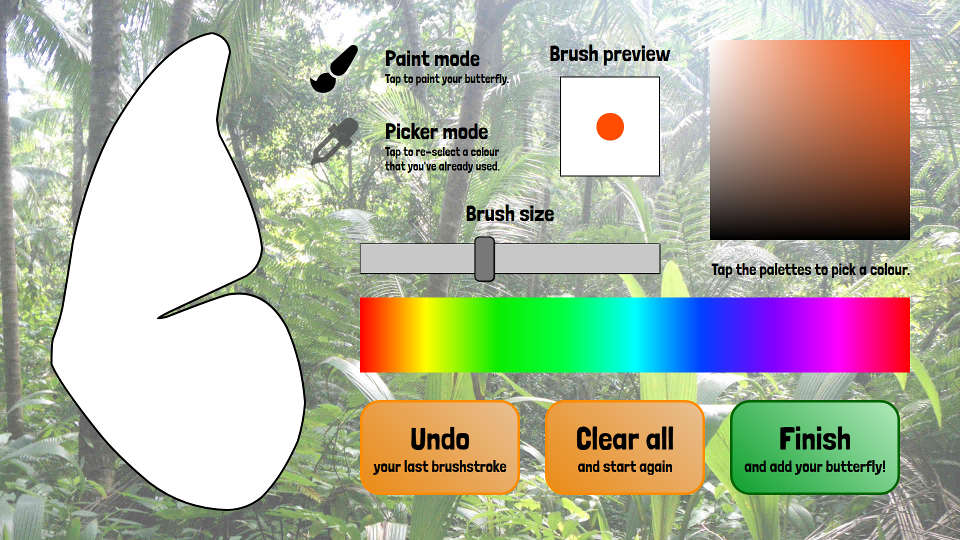 Paint mode
Tap to paint your butterfly.
Picker mode
Tap to re-select a colour
that you've already used.
Brush preview
Brush size
Tap the palettes to pick a colour.
Undo
your last brushstroke
Clear all
and start again
Finish
and add your butterfly!